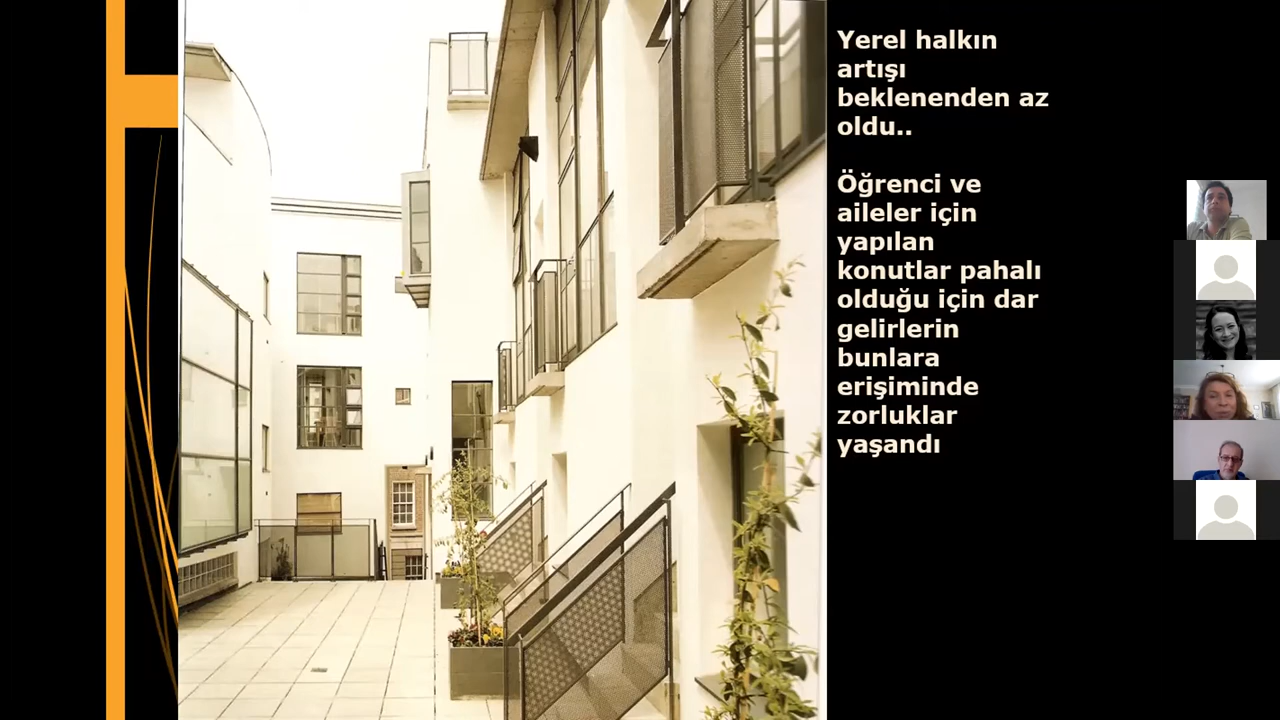 Yerel halkın
artışı
beklenenden az
oldu..
Öğrenci ve
aileler için
yapılan
konutlar pahalı
olduğu için dar
gelirlerin
bunlara
erişiminde
zorluklar
yaşandı